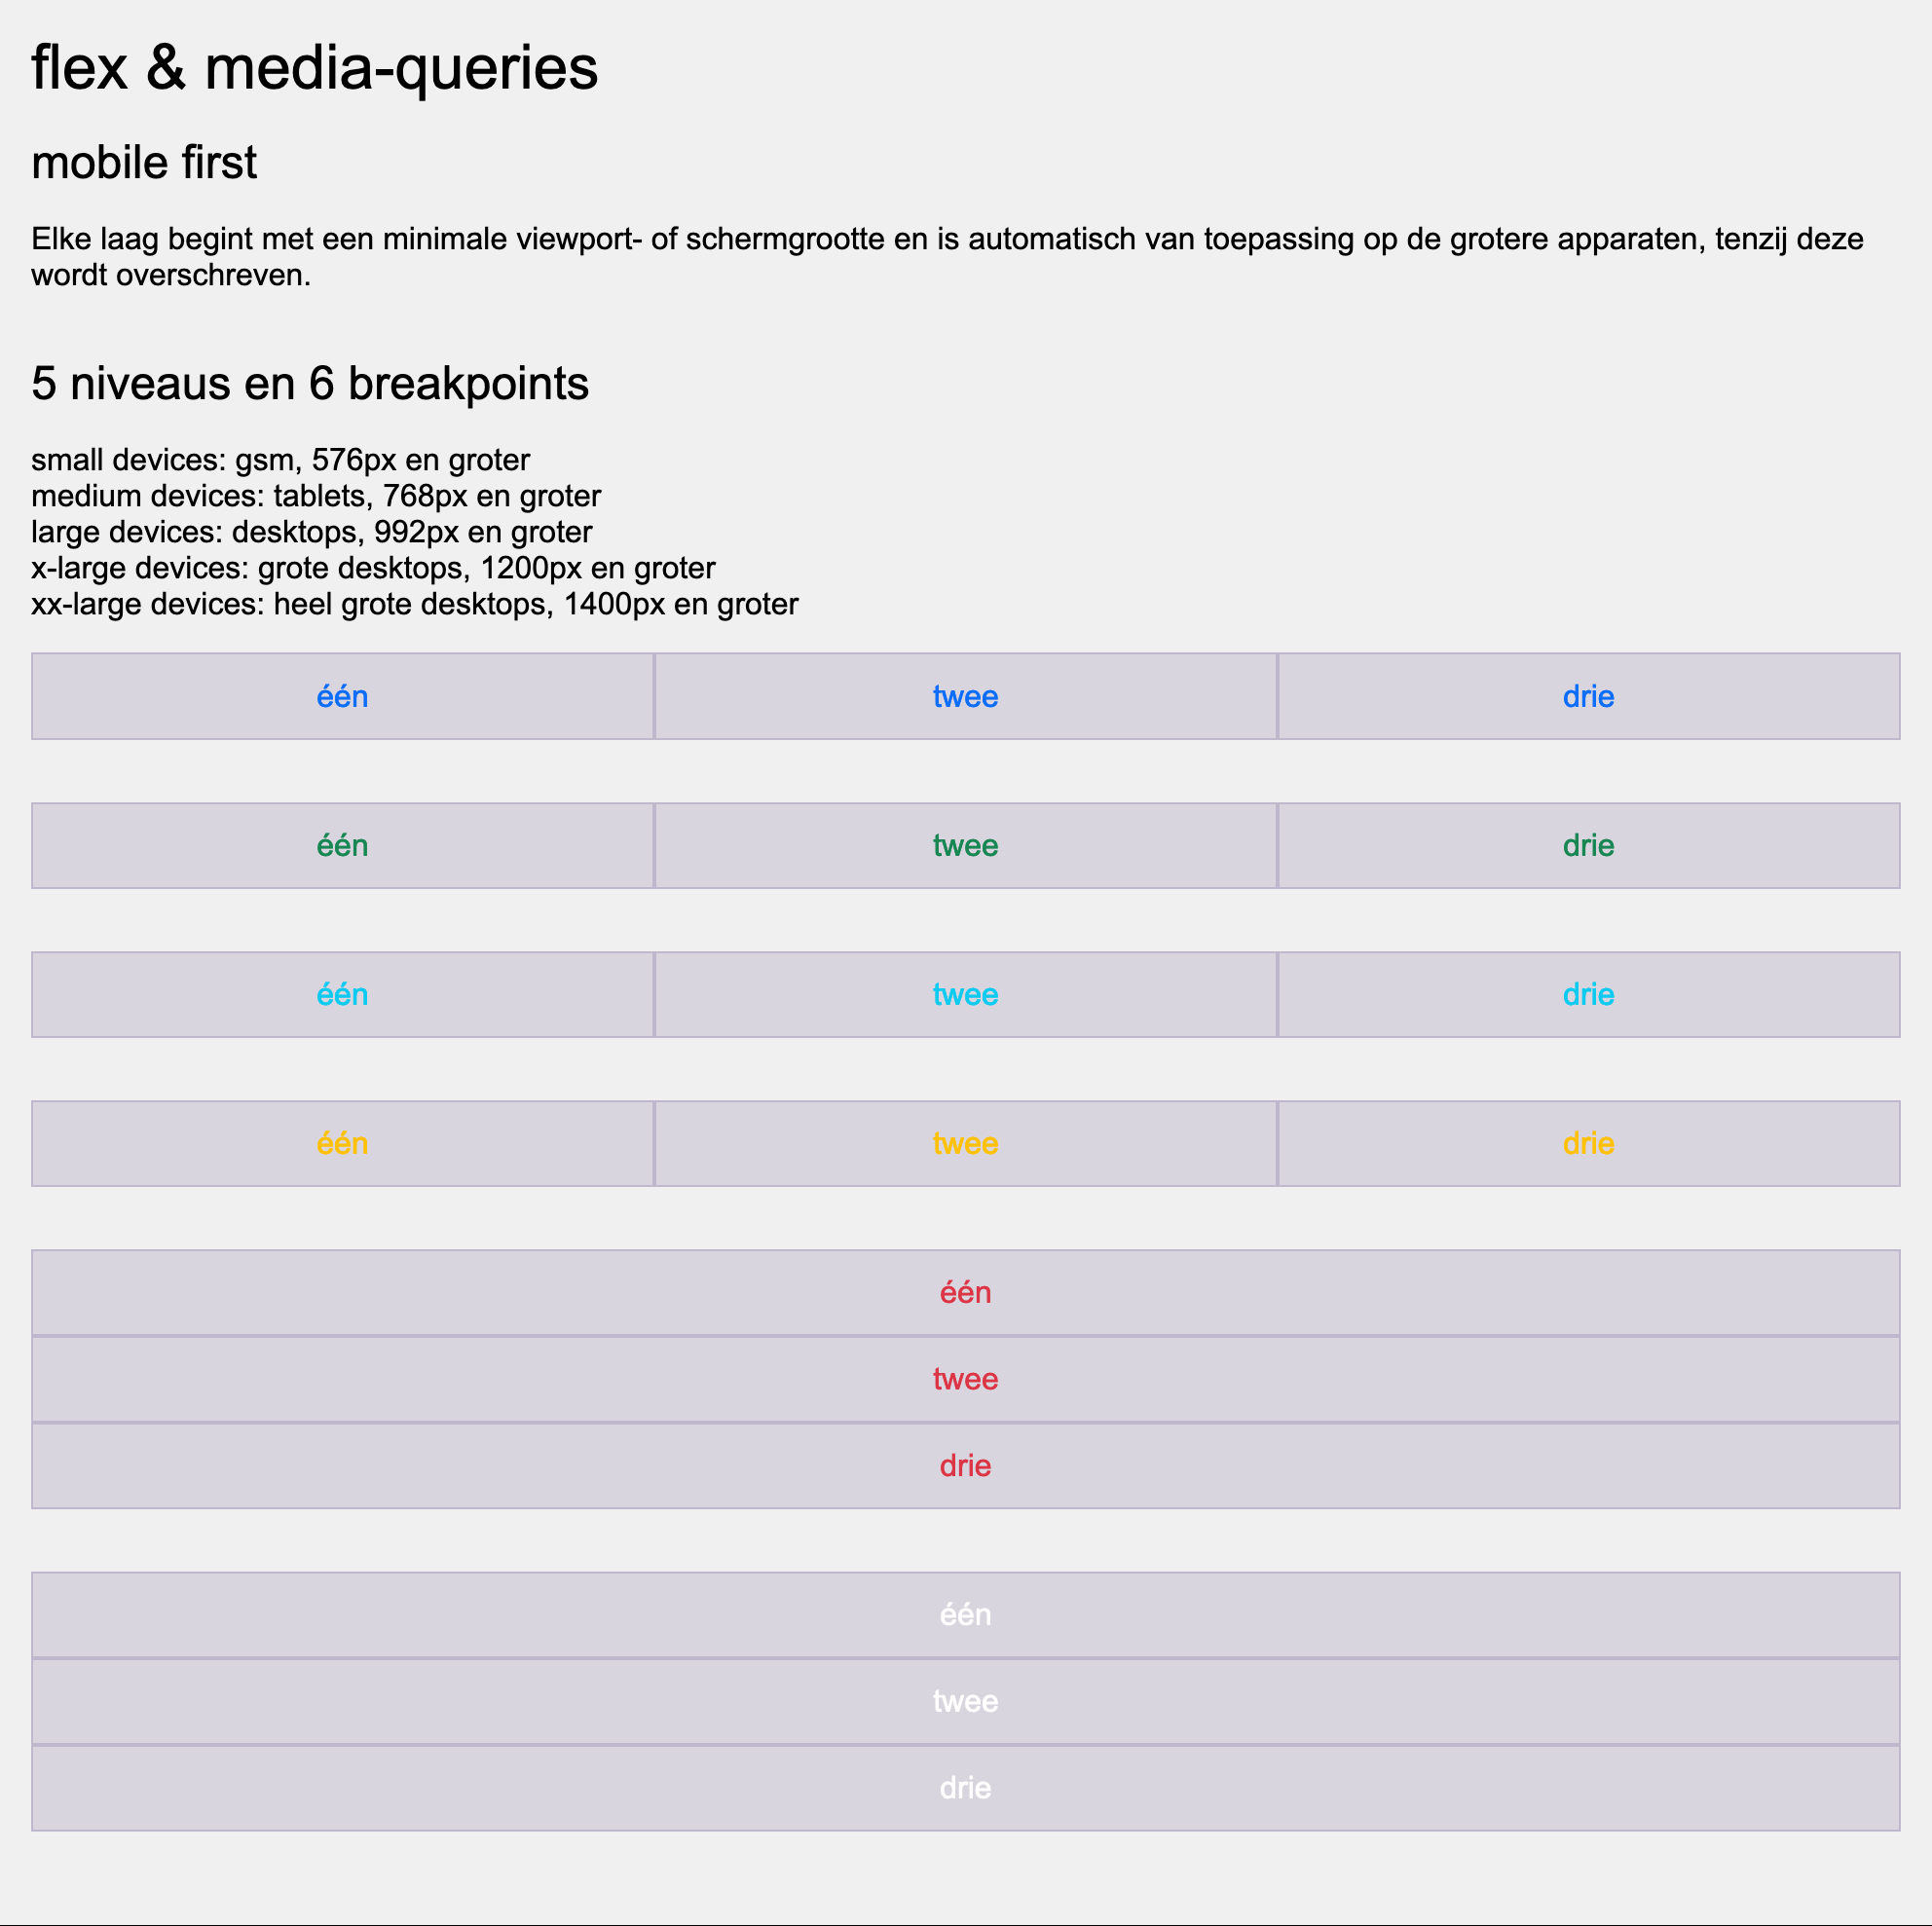 flex & media-queries
mobile first
Elke laag begint met een minimale viewport- of schermgrootte en is automatisch van toepassing op de grotere apparaten, tenzij deze
wordt overschreven.
5 niveaus en 6 breakpoints
small devices: gsm, 576px en groter
medium devices: tablets, 768px en groter
large devices: desktops, 992px en groter
x-large devices: grote desktops, 1200px en groter
xx-large devices: heel grote desktops, 1400px en groter
één twee drie
één twee drie
één twee drie
één twee drie
één
twee
drie
één
twee
drie